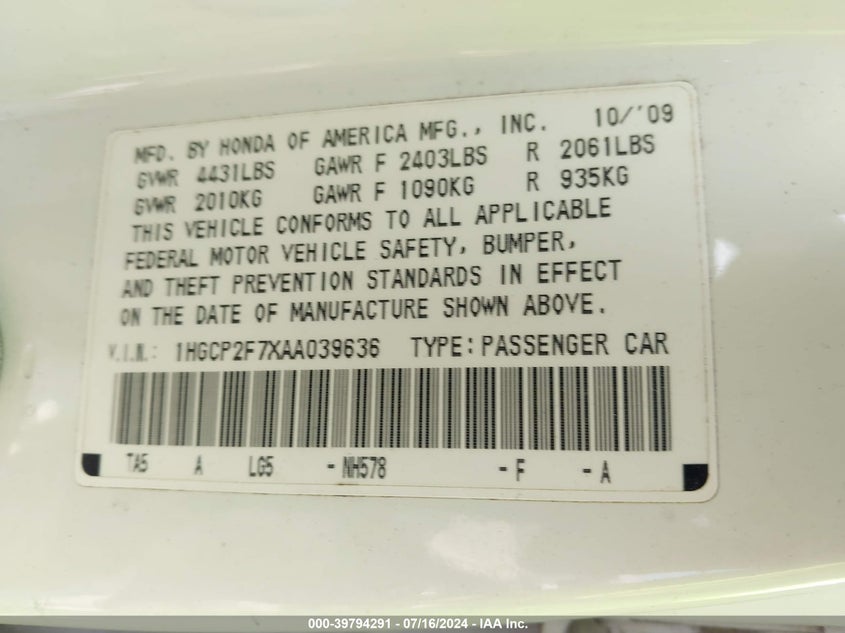 MFD. BY HONDA OF AMERICA MFG., INC. 10/'09
GVWR 4431LBS GAWR F 2403LBS R 2061LBS
GVWR 2010KG GAWR F 1090KG R 935KG
THIS VEHICLE CONFORMS TO ALL APPLICABLE
FEDERAL MOTOR VEHICLE SAFETY, BUMPER,
AND THEFT PREVENTION STANDARDS IN EFFECT
ON THE DATE OF MANUFACTURE SHOWN ABOVE.
V.I.N.: 1HGCP2F7XAA039636 TYPE: PASSENGER CAR
TA5 A LG5 -NH578 -F -A
000-39794291 - 07/16/2024 - IAA Inc.